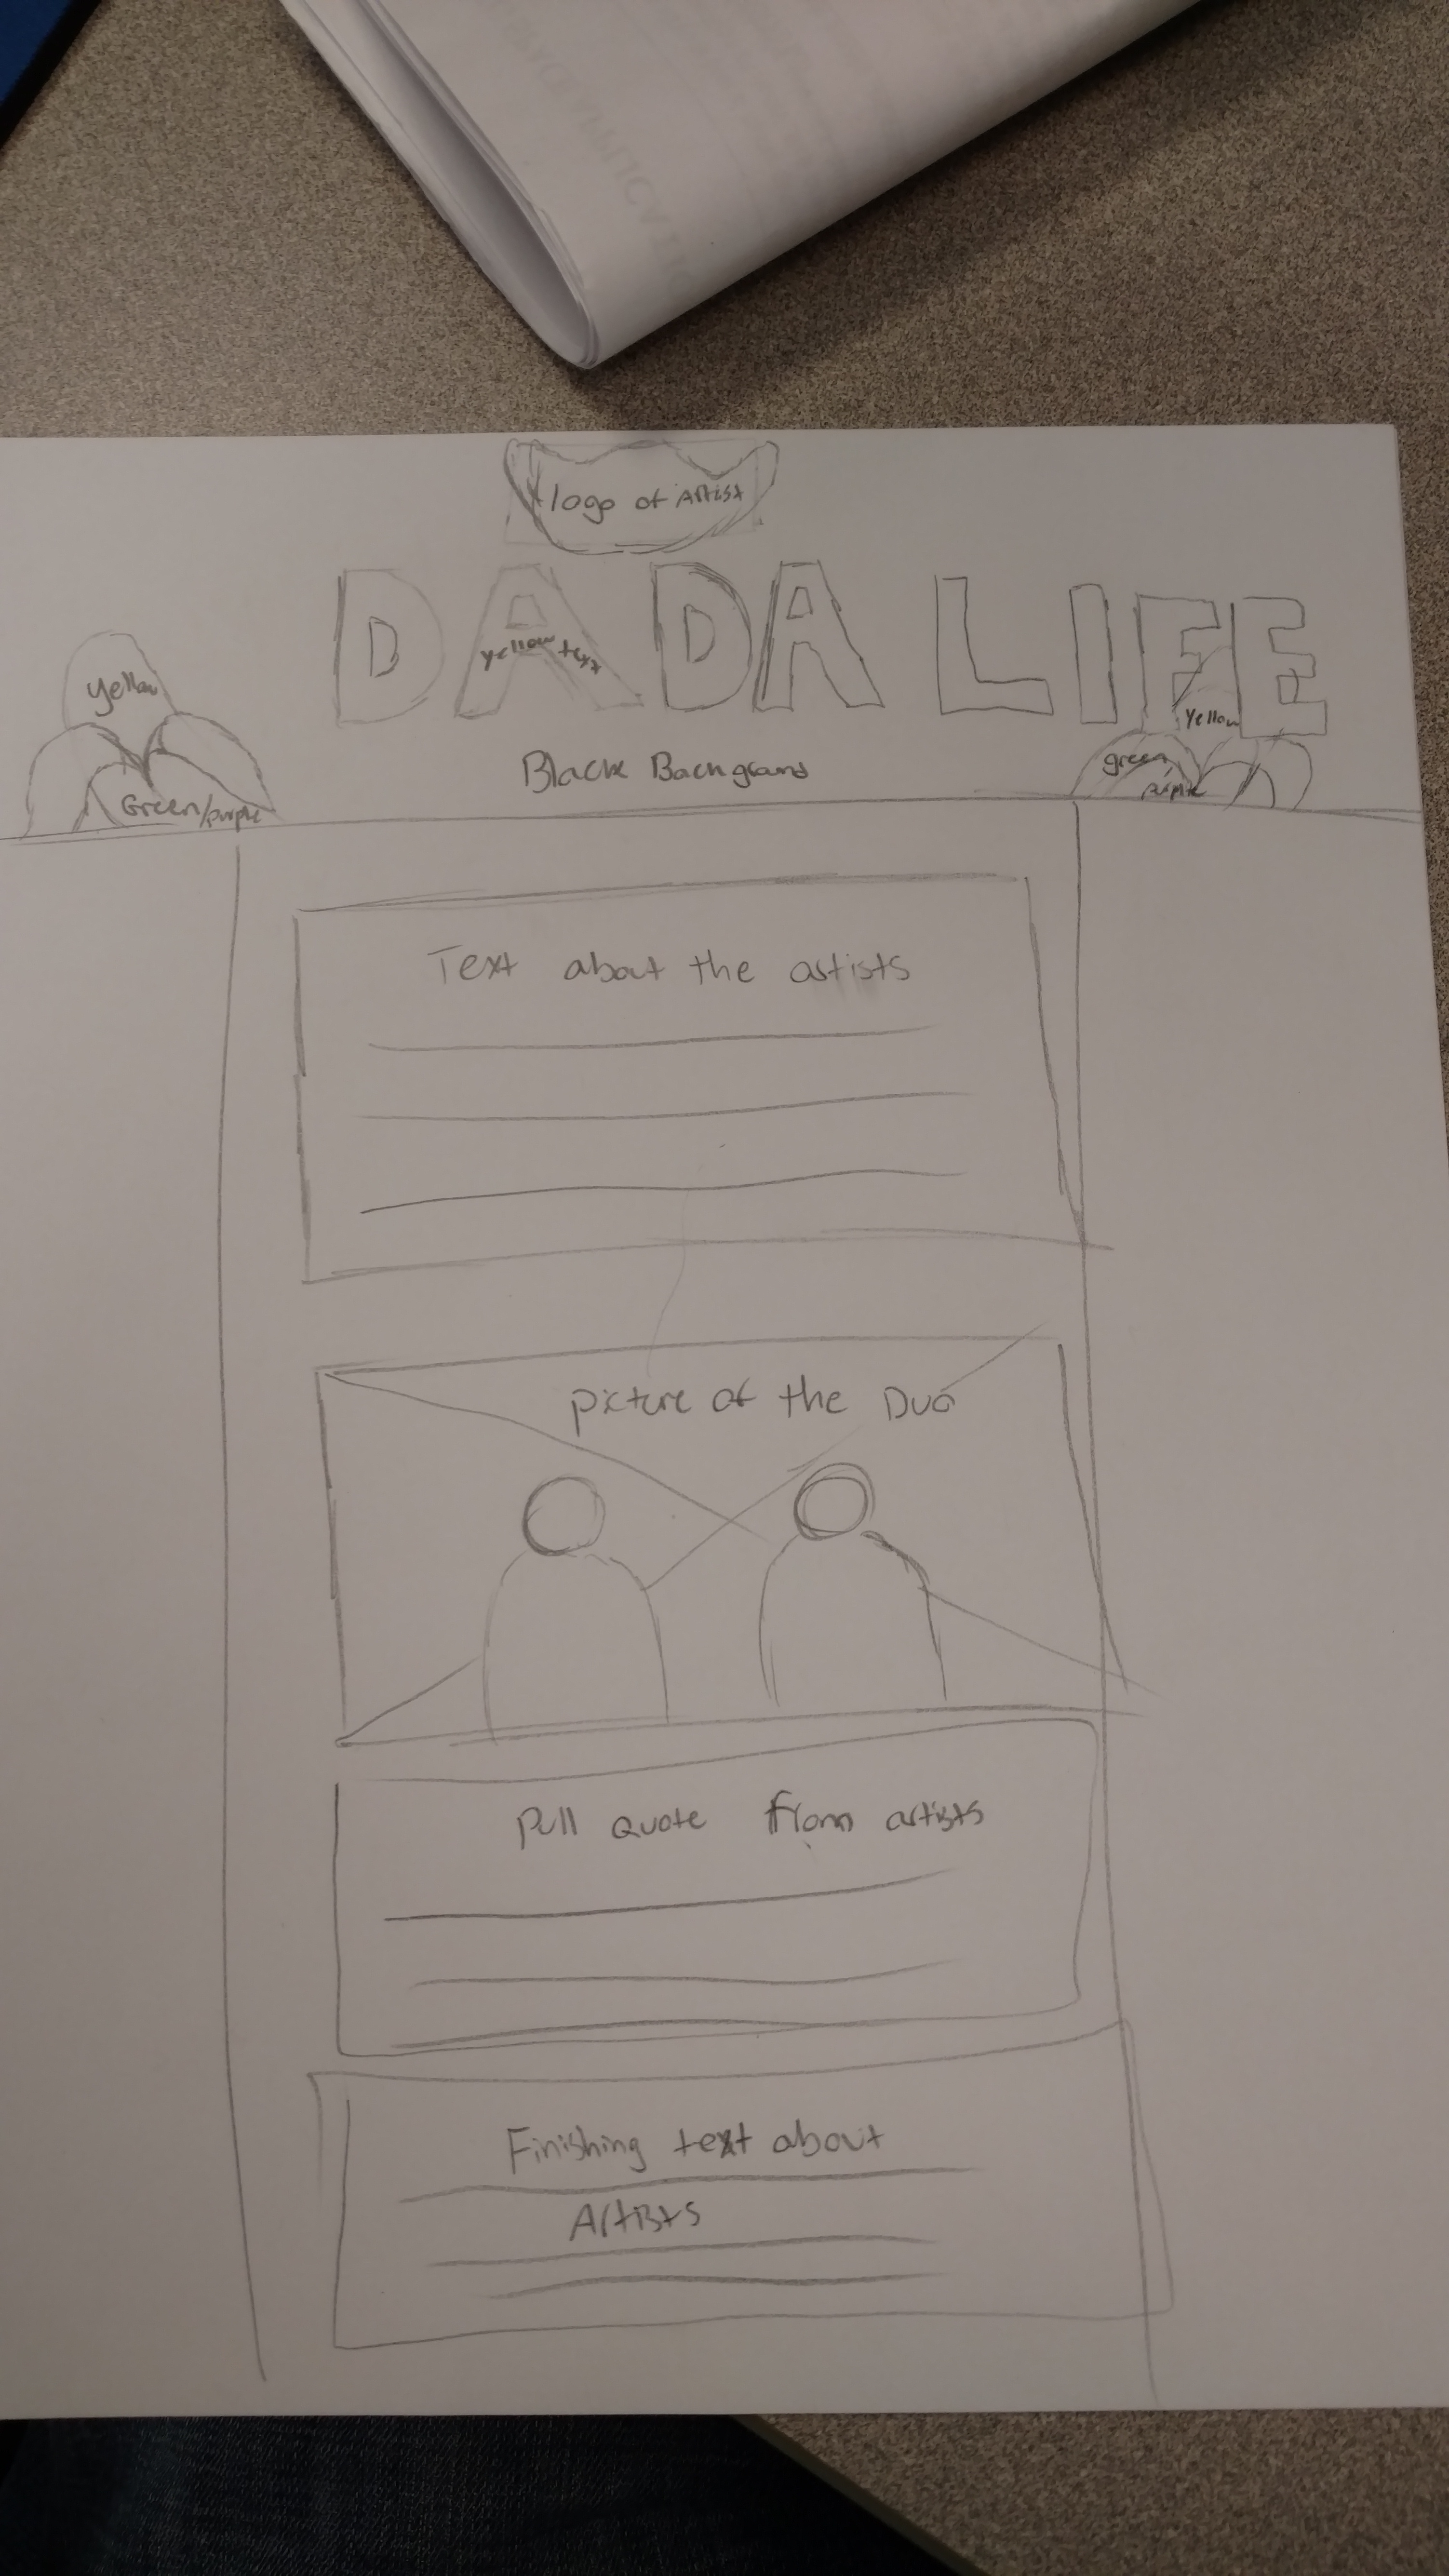 logo of Artist
DADA LIFE
yellow text
yellow
Yellow
Black Background
green/
purple
Green/purple
Text about the artists
picture of the Duo
Pull Quote From artists
Finishing text about
Artists